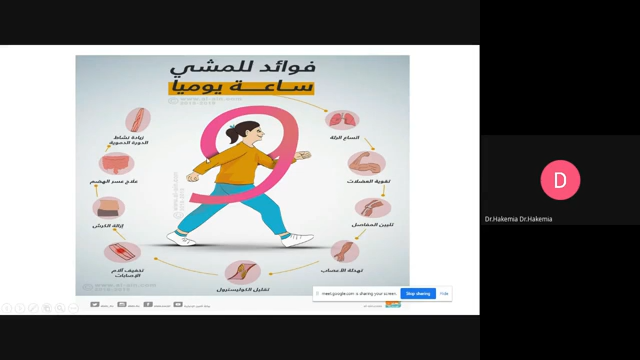 فوائد للمشي
ساعة يوميا
9
اتساع الرئة
تقوية العضلات
تليين المفاصل
تهدئة الأعصاب
تقليل الكوليسترول
تخفيف آلام
الإصابات
إزالة الكرش
علاج عسر الهضم
زيادة نشاط
الدورة الدموية
meet.google.com is sharing your screen.
Stop sharing
Hide
D
Dr.Hakemia Dr.Hakemia